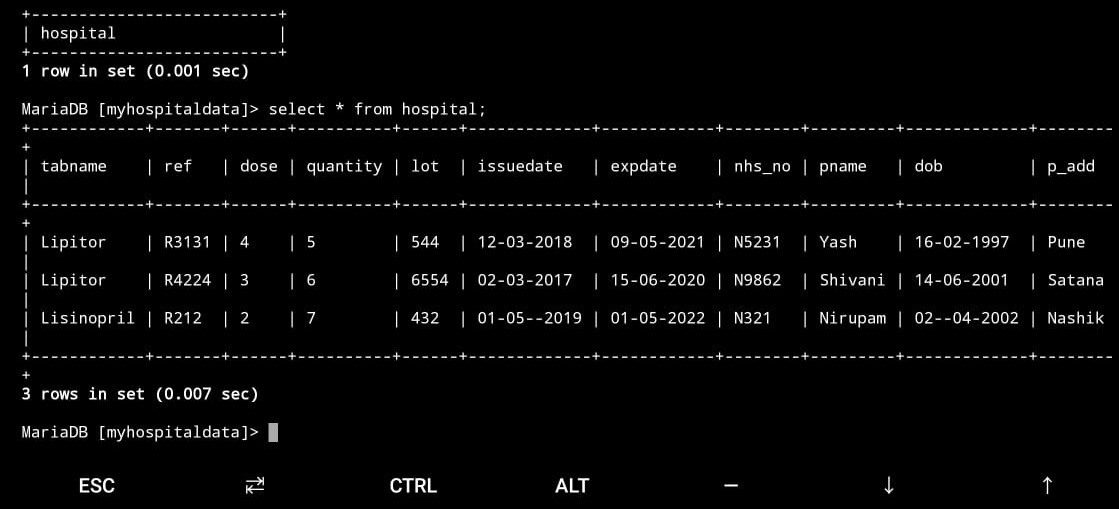 +--------------------------+
| hospital                 |
+--------------------------+
1 row in set (0.001 sec)

MariaDB [myhospitaldata]> select * from hospital;
+------------+-------+------+----------+------+-------------+------------+--------+---------+-------------+--------
+
| tabname    | ref   | dose | quantity | lot  | issuedate   | expdate    | nhs_no | pname   | dob         | p_add
|
+------------+-------+------+----------+------+-------------+------------+--------+---------+-------------+--------
+
| Lipitor    | R3131 | 4    | 5        | 544  | 12-03-2018  | 09-05-2021 | N5231  | Yash    | 16-02-1997  | Pune
|
| Lipitor    | R4224 | 3    | 6        | 6554 | 02-03-2017  | 15-06-2020 | N9862  | Shivani | 14-06-2001  | Satana
|
| Lisinopril | R212  | 2    | 7        | 432  | 01-05--2019 | 01-05-2022 | N321   | Nirupam | 02--04-2002 | Nashik
|
+------------+-------+------+----------+------+-------------+------------+--------+---------+-------------+--------
+
3 rows in set (0.007 sec)

MariaDB [myhospitaldata]>
ESC ⇄ CTRL ALT — ↓ ↑